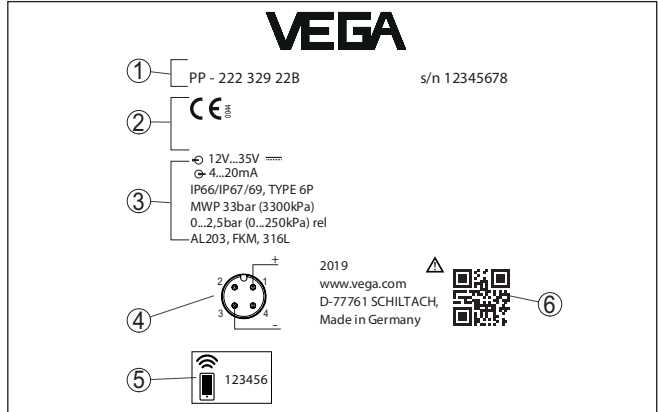 VEGA
1 PP - 222 329 22B s/n 12345678
2 CE 0044
3 12V...35V
4...20mA
IP66/IP67/69, TYPE 6P
MWP 33bar (3300kPa)
0...2,5bar (0...250kPa) rel
AL203, FKM, 316L
2 1 +
3 4 -
4
2019
www.vega.com
D-77761 SCHILTACH,
Made in Germany
6
5 123456